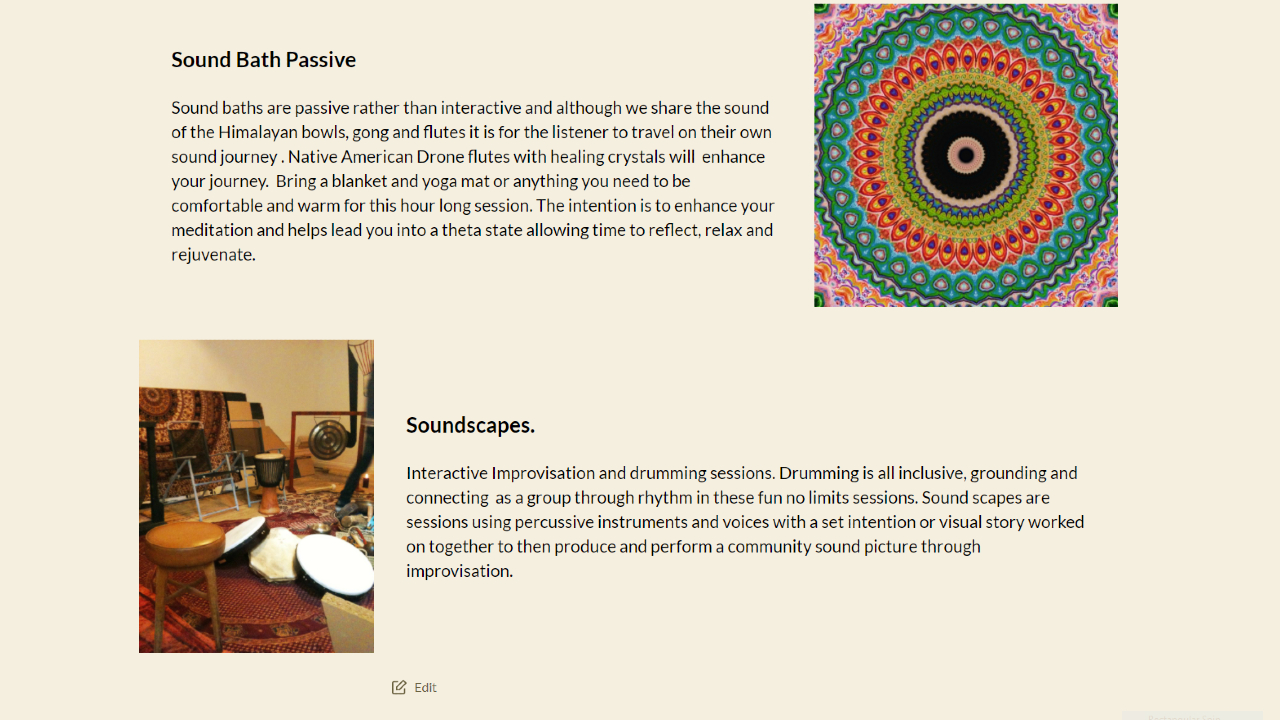 Sound Bath Passive
Sound baths are passive rather than interactive and although we share the sound
of the Himalayan bowls, gong and flutes it is for the listener to travel on their own
sound journey . Native American Drone flutes with healing crystals will  enhance
your journey.  Bring a blanket and yoga mat or anything you need to be
comfortable and warm for this hour long session. The intention is to enhance your
meditation and helps lead you into a theta state allowing time to reflect, relax and
rejuvenate.
Soundscapes.
Interactive Improvisation and drumming sessions. Drumming is all inclusive, grounding and
connecting  as a group through rhythm in these fun no limits sessions. Sound scapes are
sessions using percussive instruments and voices with a set intention or visual story worked
on together to then produce and perform a community sound picture through
improvisation.
Edit